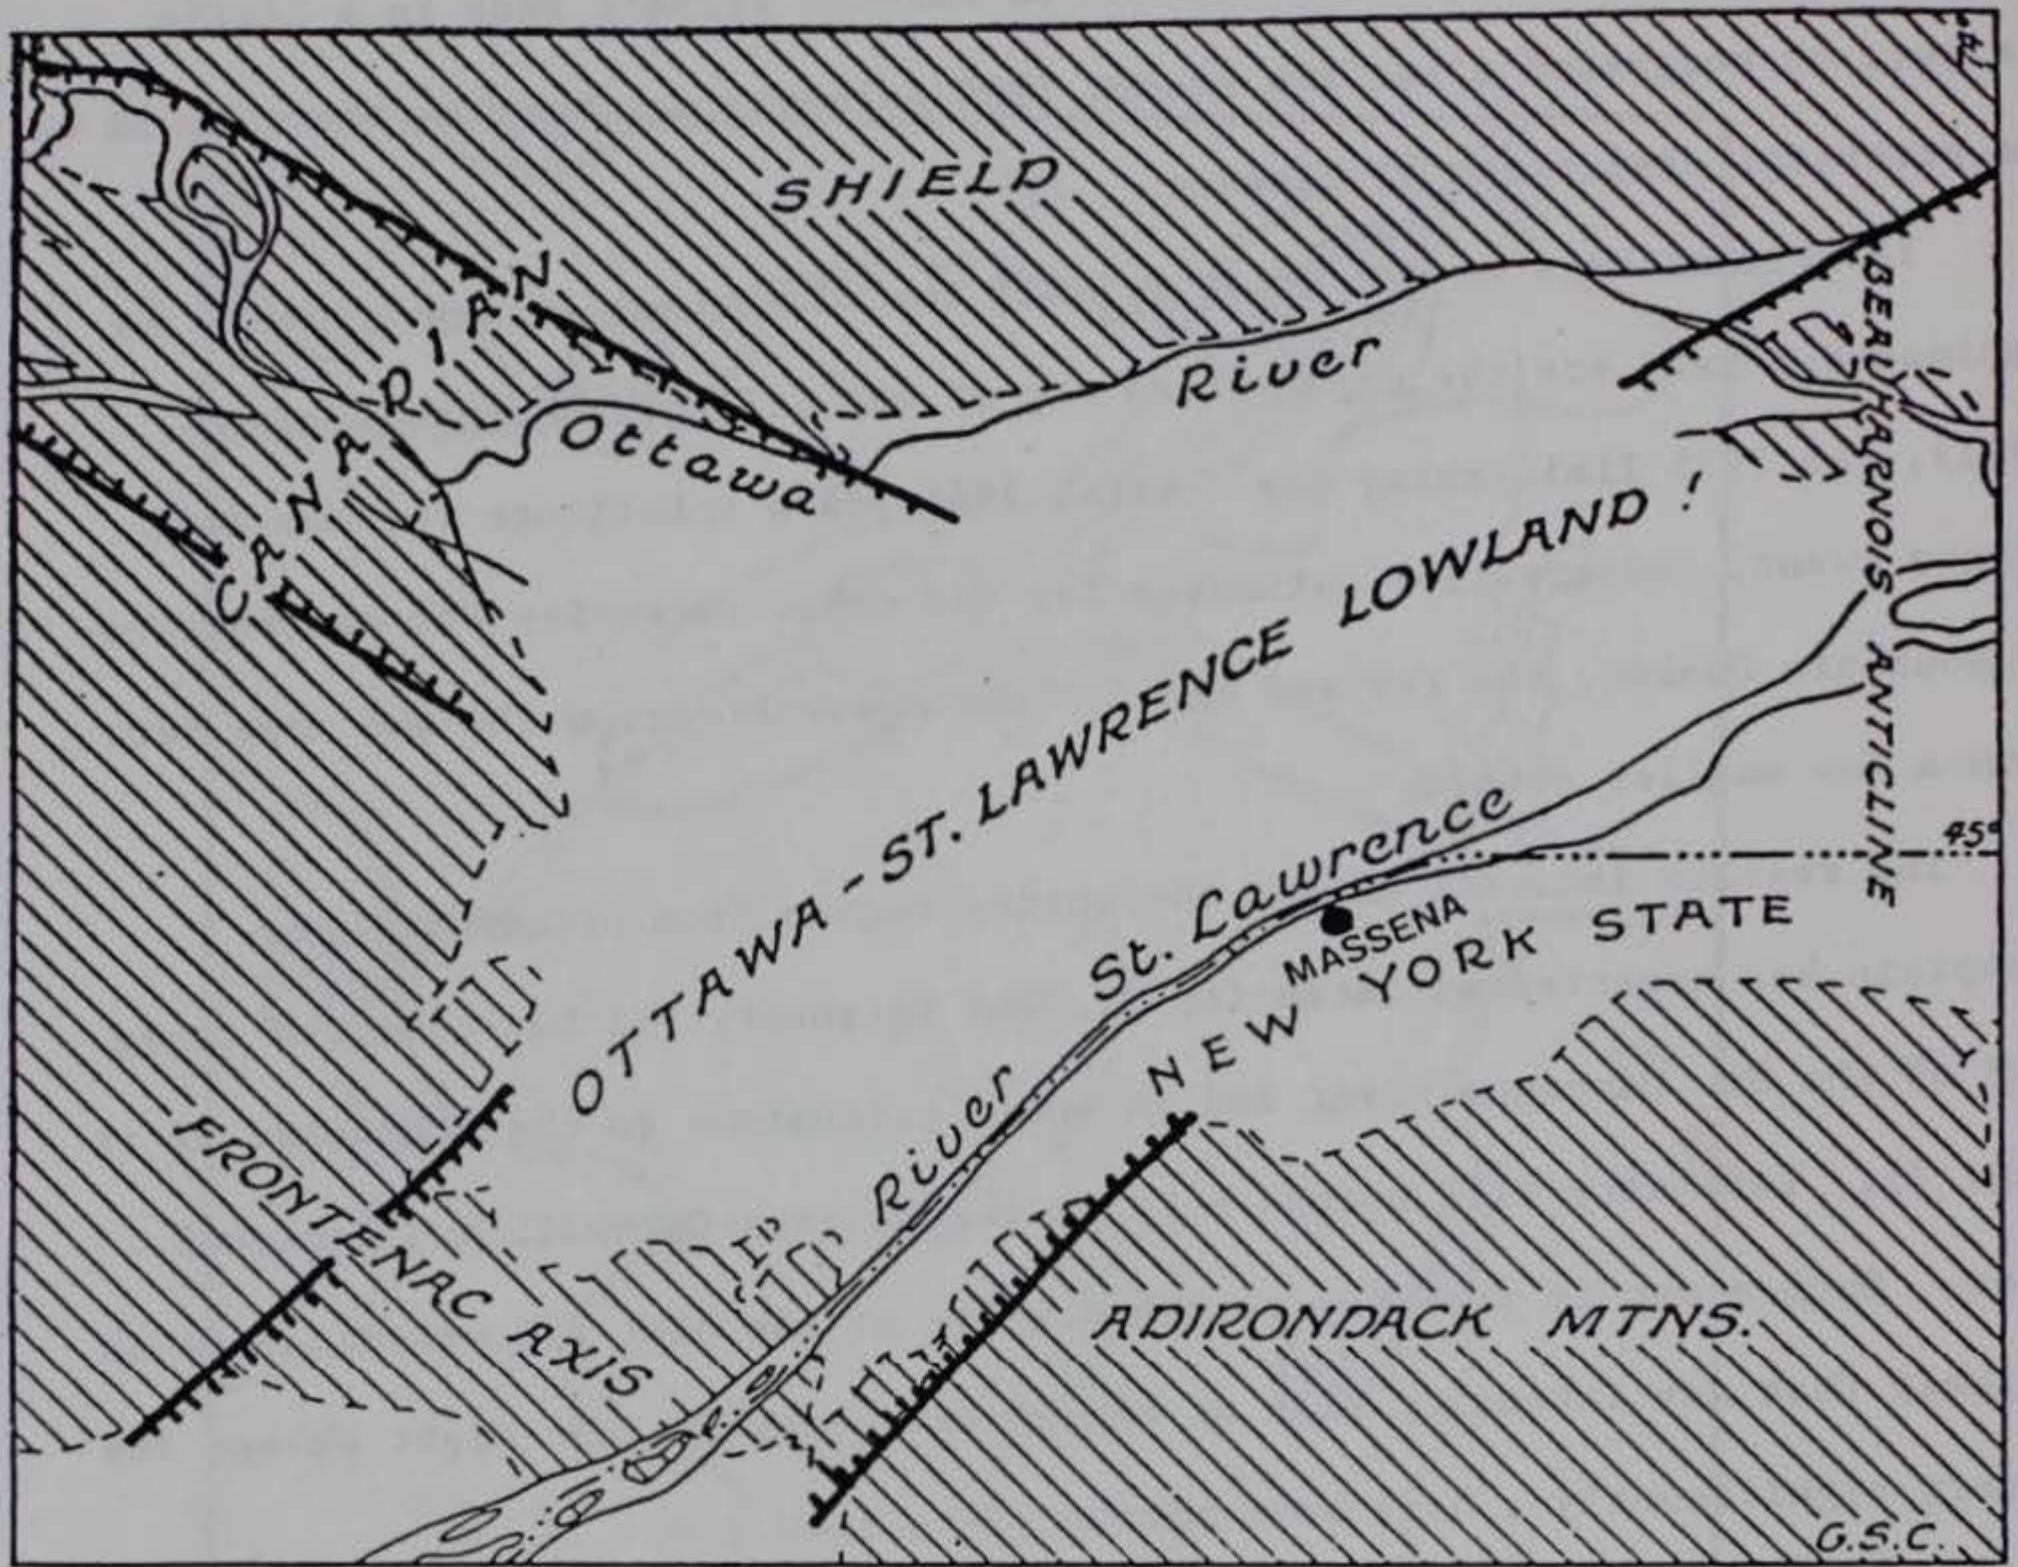 74°
SHIELD
CANADIAN
Ottawa
River
BEAUHARNOIS ANTICLINE
OTTAWA - ST. LAWRENCE LOWLAND !
45°
St. Lawrence
River
MASSENA
NEW YORK STATE
FRONTENAC AXIS
ADIRONDACK MTNS.
G.S.C.